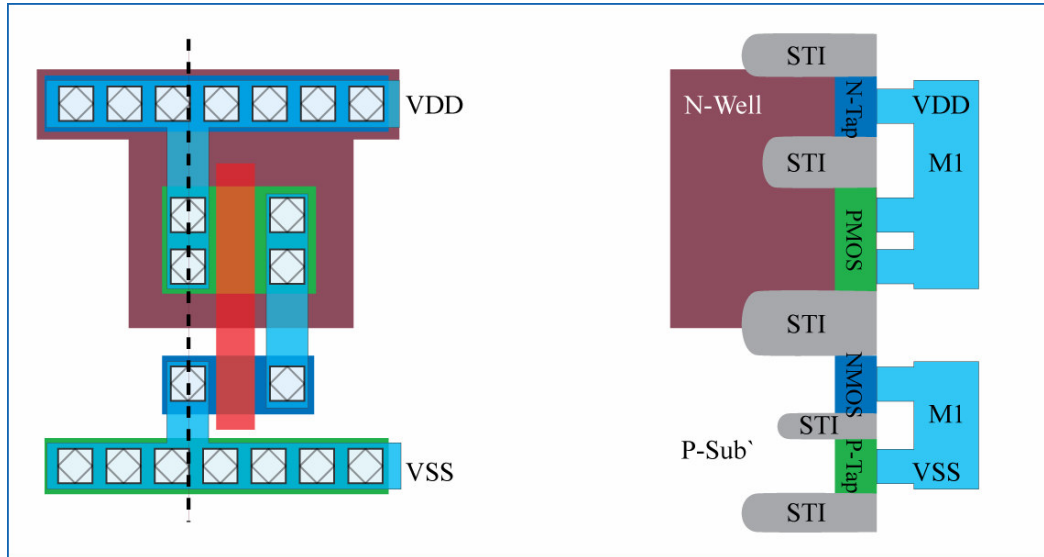 VDD
VSS
STI
N-Well
N-Tap
VDD
STI
M1
PMOS
STI
NMOS
M1
STI
P-Sub`
P-Tap
VSS
STI